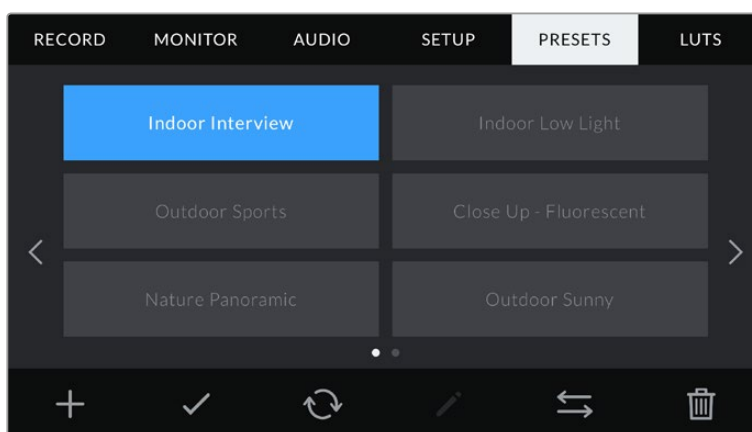 RECORD MONITOR AUDIO SETUP PRESETS LUTS
Indoor Interview Indoor Low Light
Outdoor Sports Close Up - Fluorescent
Nature Panoramic Outdoor Sunny